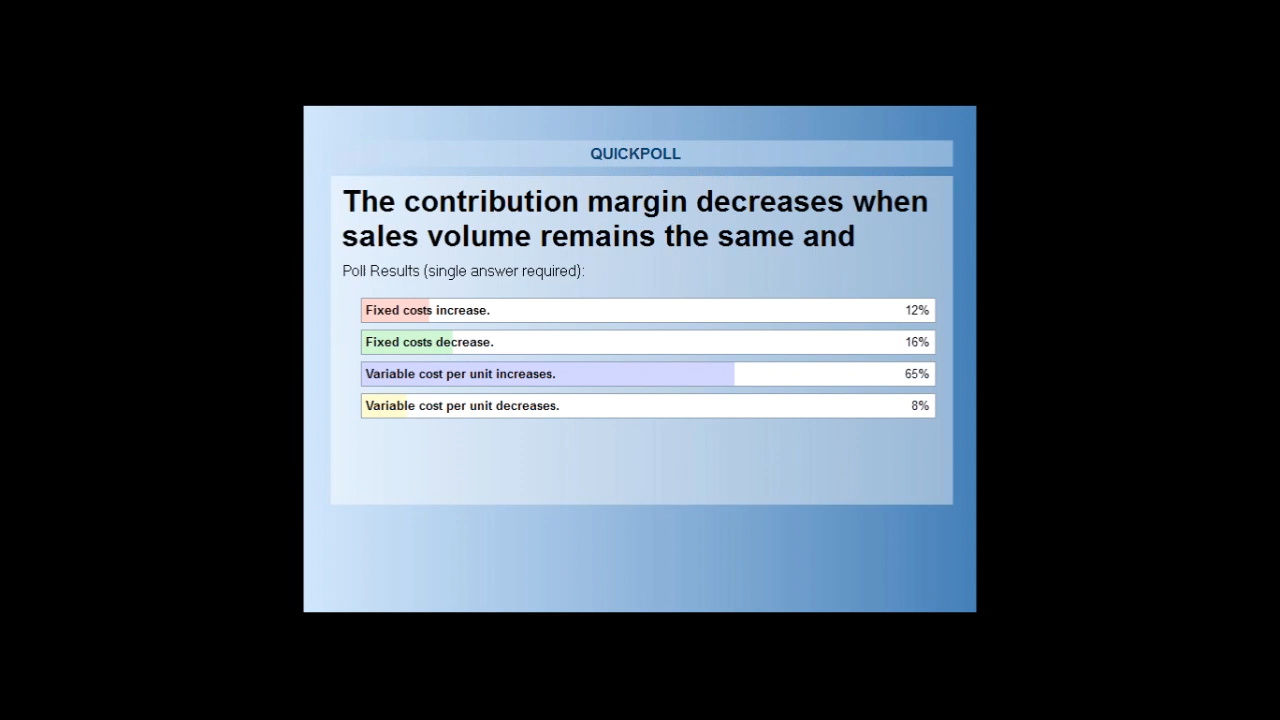 QUICKPOLL
The contribution margin decreases when
sales volume remains the same and
Poll Results (single answer required):
Fixed costs increase. 12%
Fixed costs decrease. 16%
Variable cost per unit increases. 65%
Variable cost per unit decreases. 8%